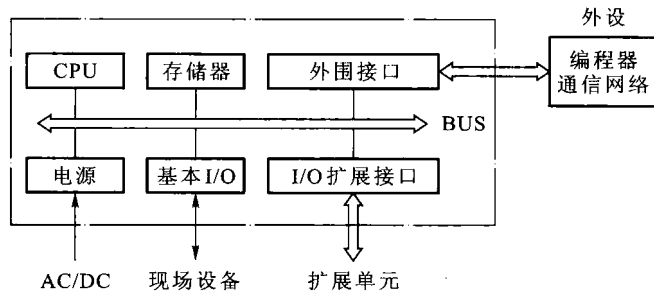 外设
CPU
存储器
外围接口
编程器
通信网络
BUS
电源
基本I/O
I/O扩展接口
AC/DC
现场设备
扩展单元